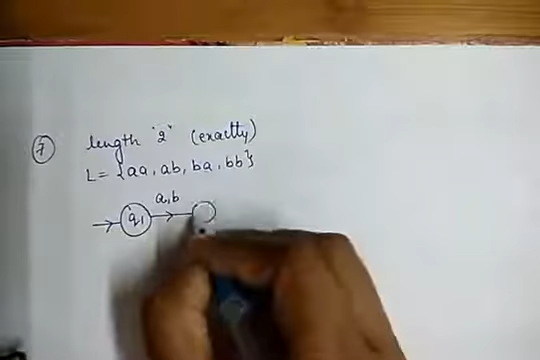 7 length "2" (exactly)
L = {aa, ab, ba, bb}
a,b
q1